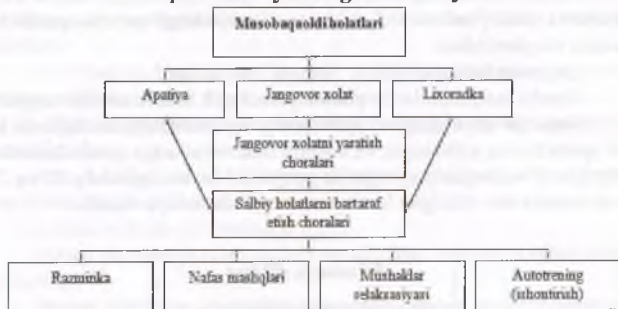 Musobaqaoldi holatlari
Apatiya
Jangovor xolat
Lixoradka
Jangovor xolatni yaratish
choralari
Salbiy holatlarni bartaraf
etish choralari
Razminka
Nafas mashqlari
Mushaklar
relaksasiyasi
Autotrening
(ishontirish)